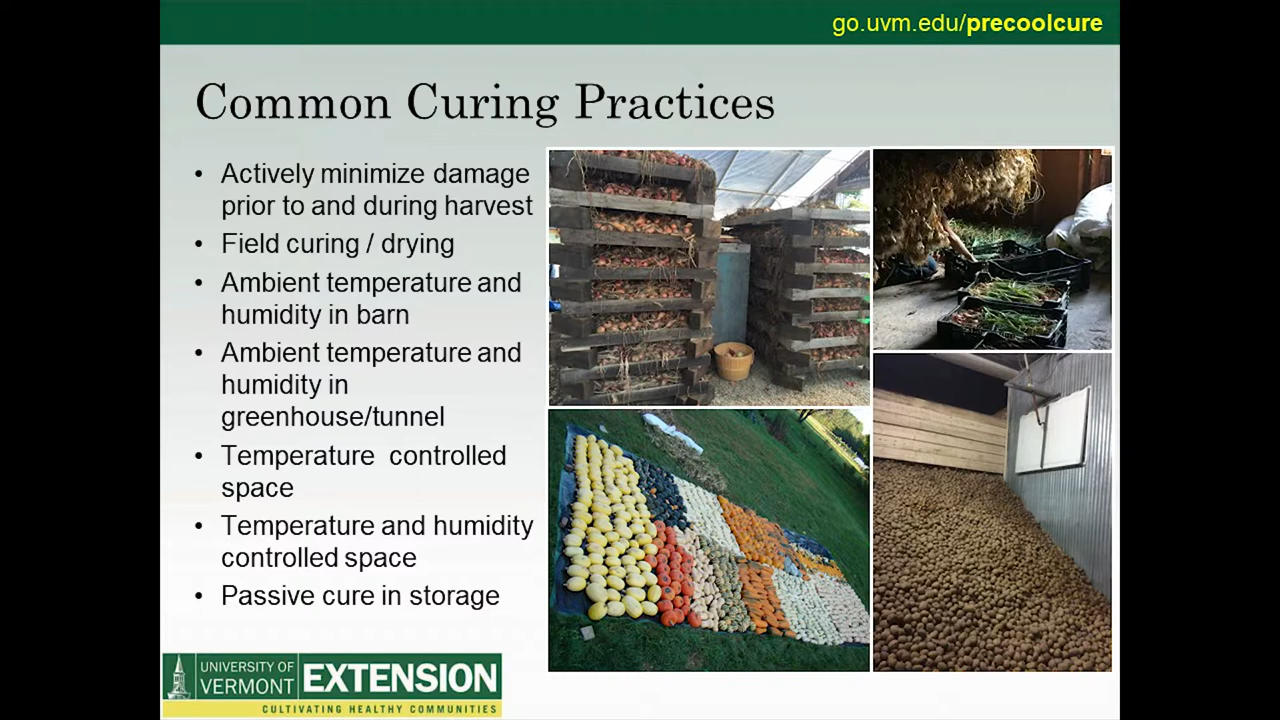 go.uvm.edu/precoolcure
Common Curing Practices
• Actively minimize damage
prior to and during harvest
• Field curing / drying
• Ambient temperature and
humidity in barn
• Ambient temperature and
humidity in
greenhouse/tunnel
• Temperature controlled
space
• Temperature and humidity
controlled space
• Passive cure in storage
UNIVERSITY OF
VERMONT
EXTENSION
CULTIVATING HEALTHY COMMUNITIES